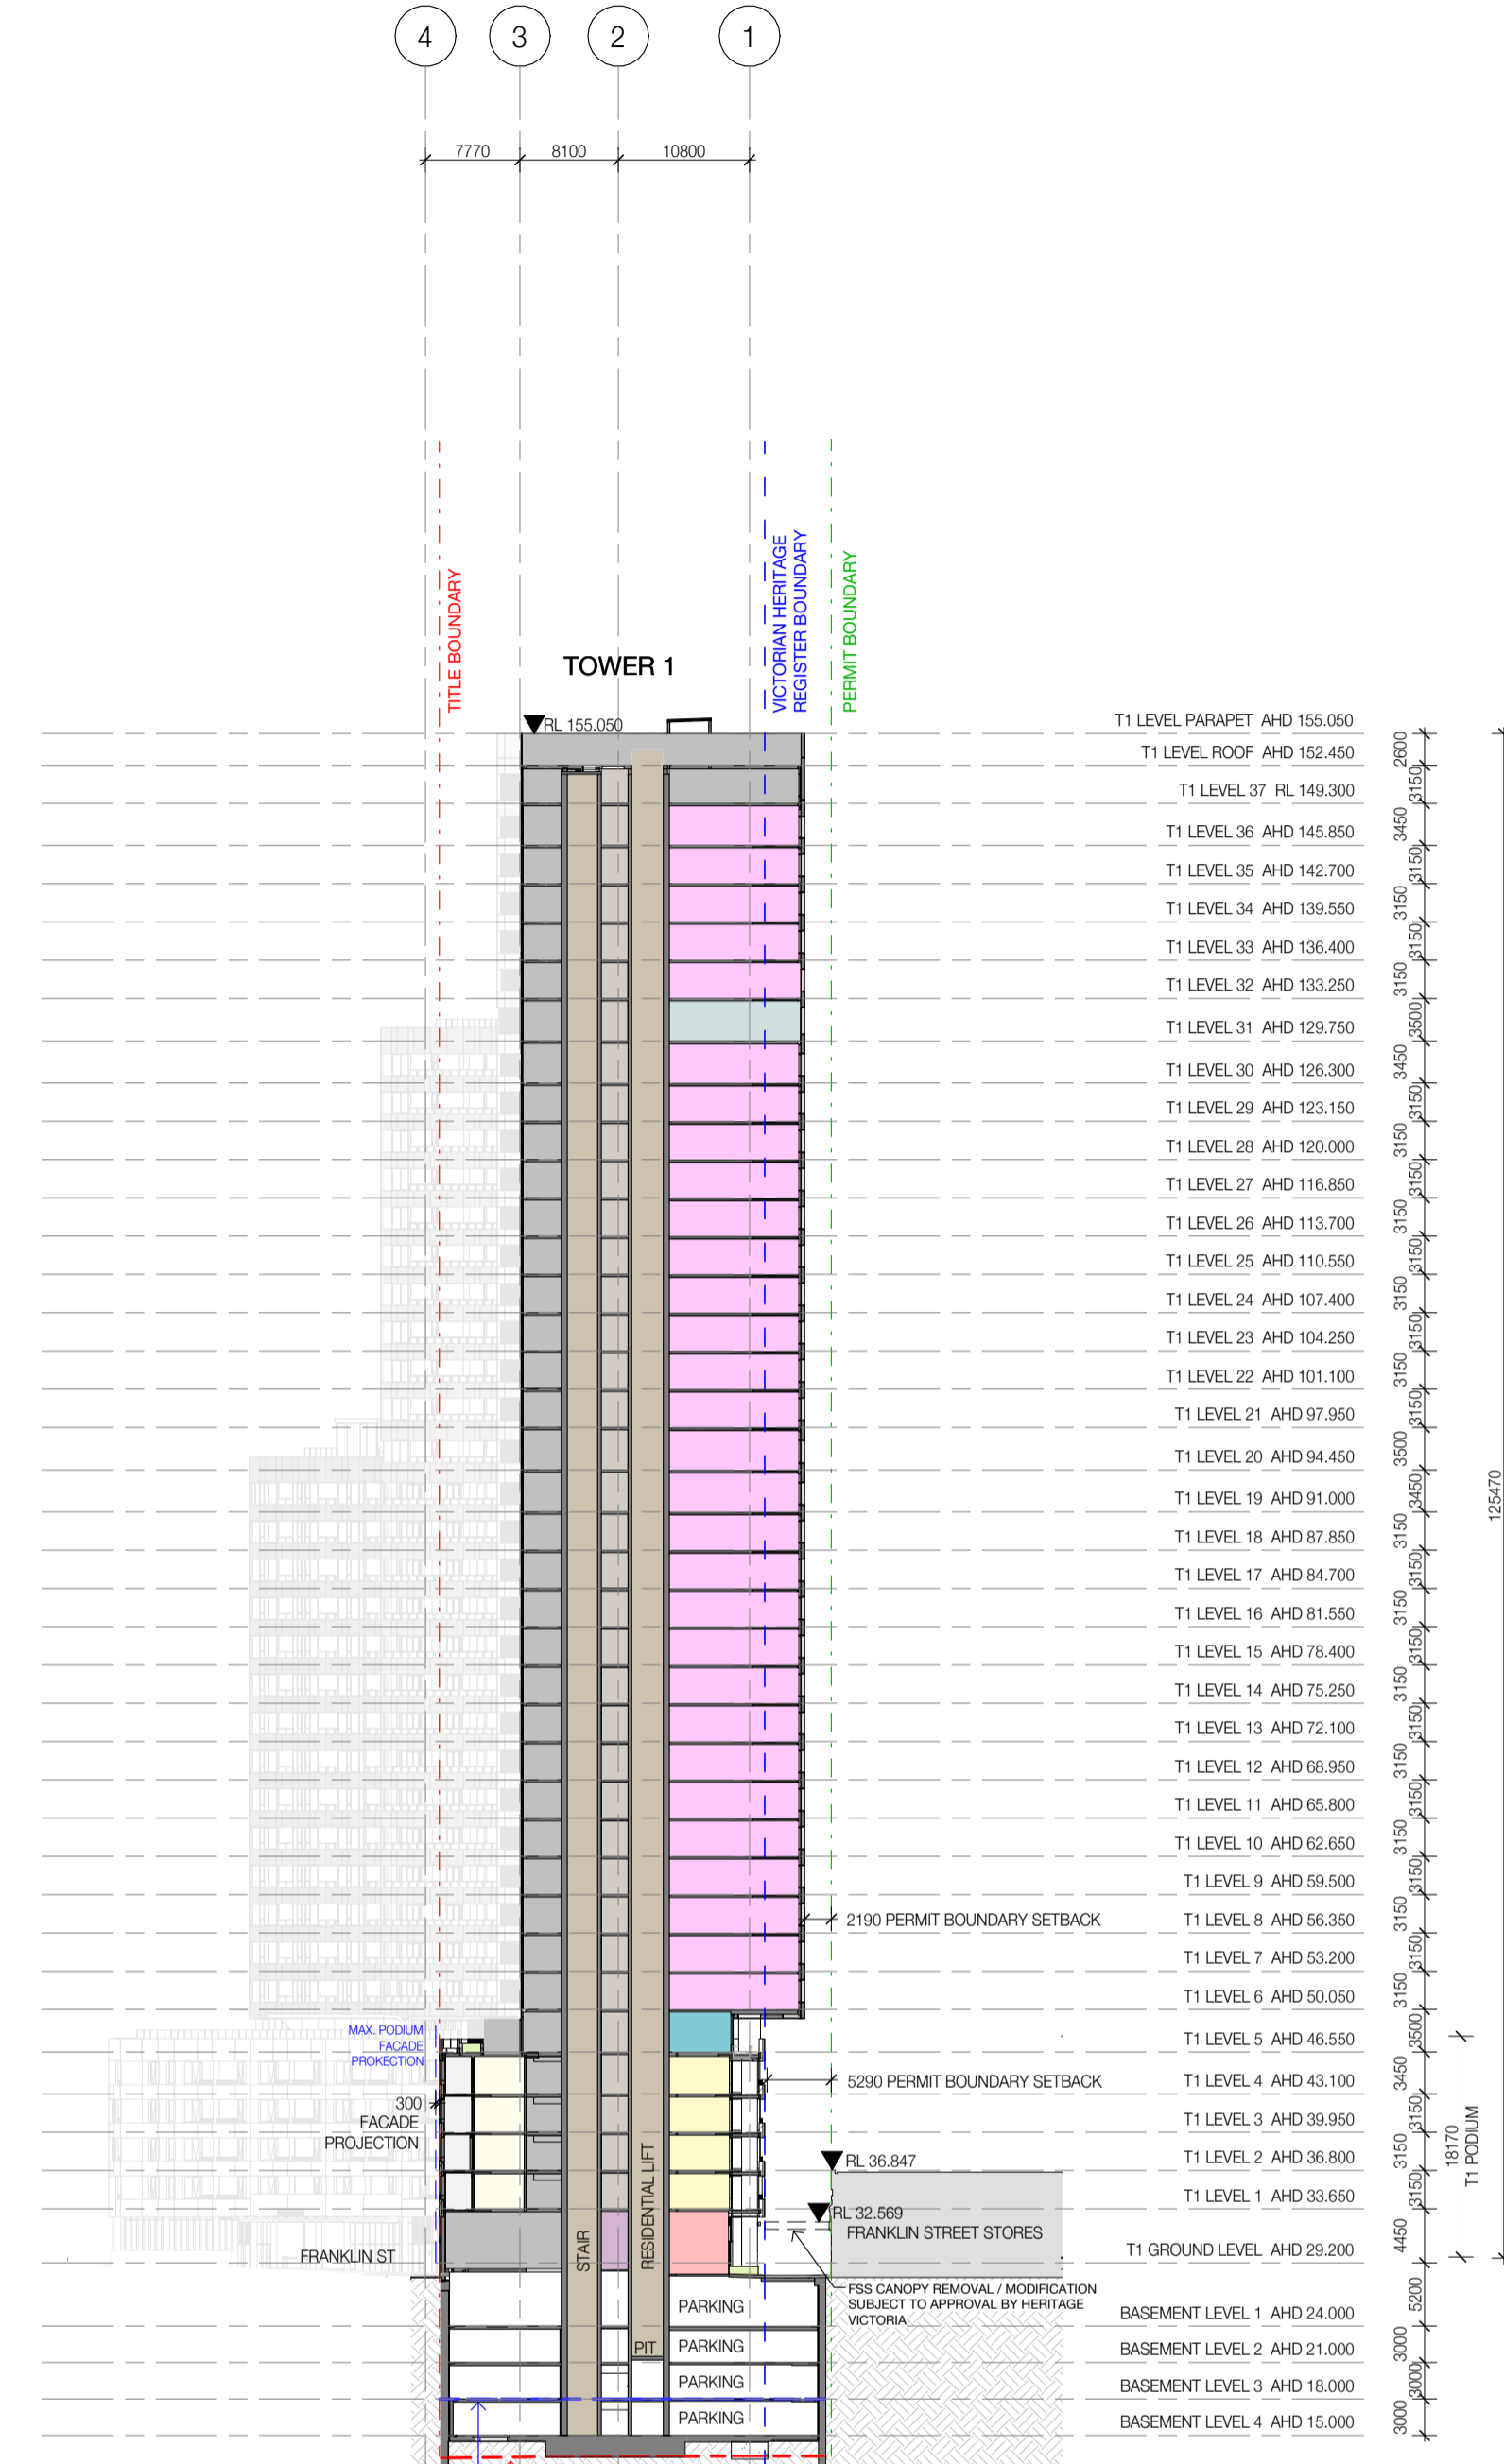 4 3 2 1
7770 8100 10800
TITLE BOUNDARY
VICTORIAN HERITAGE
REGISTER BOUNDARY
PERMIT BOUNDARY
TOWER 1
RL 155.050
T1 LEVEL PARAPET AHD 155.050
2600
T1 LEVEL ROOF AHD 152.450
3150
T1 LEVEL 37 RL 149.300
3450
T1 LEVEL 36 AHD 145.850
3150
T1 LEVEL 35 AHD 142.700
3150
T1 LEVEL 34 AHD 139.550
3150
T1 LEVEL 33 AHD 136.400
3150
T1 LEVEL 32 AHD 133.250
3500
T1 LEVEL 31 AHD 129.750
3450
T1 LEVEL 30 AHD 126.300
3150
T1 LEVEL 29 AHD 123.150
3150
T1 LEVEL 28 AHD 120.000
3150
T1 LEVEL 27 AHD 116.850
3150
T1 LEVEL 26 AHD 113.700
3150
T1 LEVEL 25 AHD 110.550
3150
T1 LEVEL 24 AHD 107.400
3150
T1 LEVEL 23 AHD 104.250
3150
T1 LEVEL 22 AHD 101.100
3150
T1 LEVEL 21 AHD 97.950
3500
T1 LEVEL 20 AHD 94.450
3450
T1 LEVEL 19 AHD 91.000
3150
T1 LEVEL 18 AHD 87.850
3150
T1 LEVEL 17 AHD 84.700
3150
T1 LEVEL 16 AHD 81.550
3150
T1 LEVEL 15 AHD 78.400
3150
T1 LEVEL 14 AHD 75.250
3150
T1 LEVEL 13 AHD 72.100
3150
T1 LEVEL 12 AHD 68.950
3150
T1 LEVEL 11 AHD 65.800
3150
T1 LEVEL 10 AHD 62.650
3150
T1 LEVEL 9 AHD 59.500
3150
T1 LEVEL 8 AHD 56.350
3150
T1 LEVEL 7 AHD 53.200
3150
T1 LEVEL 6 AHD 50.050
3500
T1 LEVEL 5 AHD 46.550
3450
T1 LEVEL 4 AHD 43.100
3150
T1 LEVEL 3 AHD 39.950
3150
T1 LEVEL 2 AHD 36.800
3150
T1 LEVEL 1 AHD 33.650
4450
T1 GROUND LEVEL AHD 29.200
5200
BASEMENT LEVEL 1 AHD 24.000
3000
BASEMENT LEVEL 2 AHD 21.000
3000
BASEMENT LEVEL 3 AHD 18.000
3000
BASEMENT LEVEL 4 AHD 15.000
125470
18170
T1 PODIUM
2190 PERMIT BOUNDARY SETBACK
5290 PERMIT BOUNDARY SETBACK
MAX. PODIUM
FACADE
PROKECTION
300
FACADE
PROJECTION
RL 36.847
RL 32.569
FRANKLIN STREET STORES
FRANKLIN ST
STAIR
RESIDENTIAL LIFT
FSS CANOPY REMOVAL / MODIFICATION
SUBJECT TO APPROVAL BY HERITAGE
VICTORIA
PARKING
PIT
PARKING
PARKING
PARKING